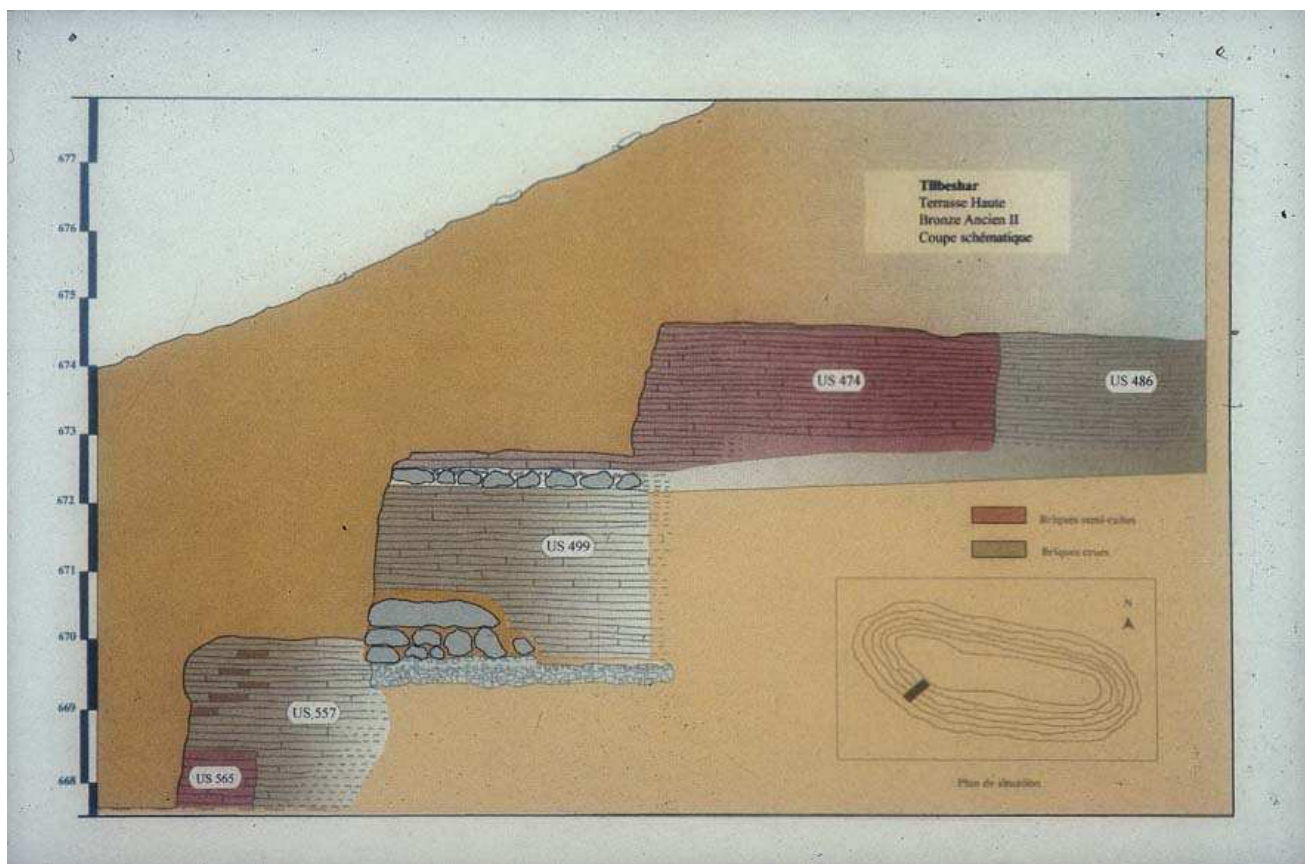 677
676
675
674
673
672
671
670
669
668
Tilbeshar
Terrasse Haute
Bronze Ancien II
Coupe schématique
US 474
US 486
US 499
US 557
US 565
Briques semi-cuites
Briques crues
N
Plan de situation